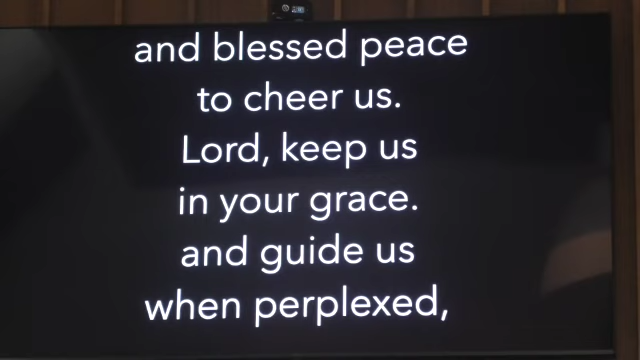 and blessed peace
to cheer us.
Lord, keep us
in your grace.
and guide us
when perplexed,